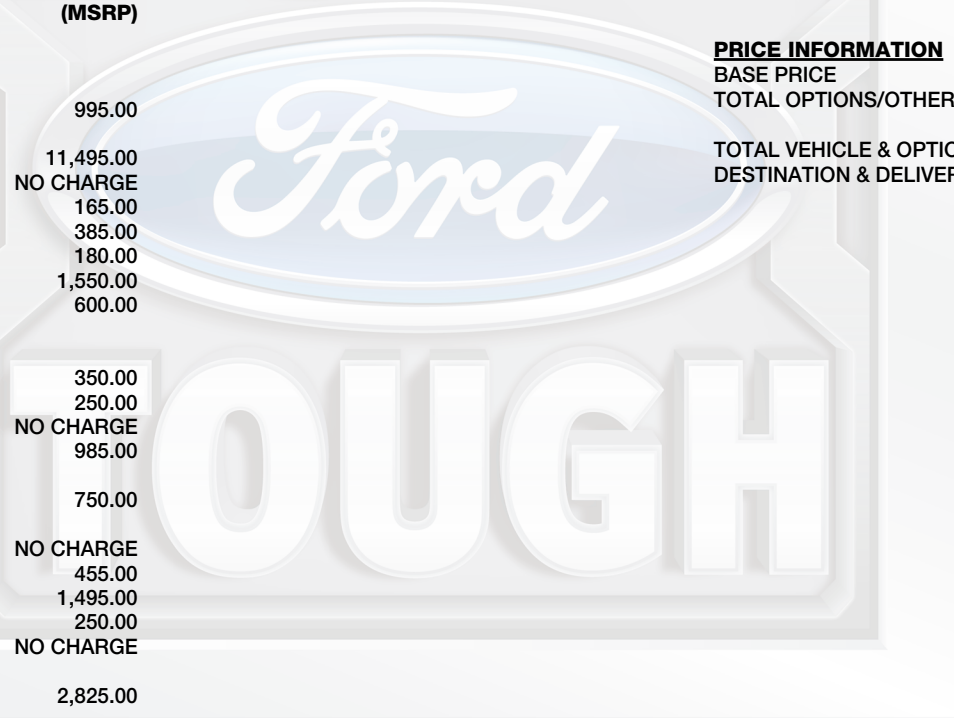 (MSRP)
995.00
11,495.00
NO CHARGE
165.00
385.00
180.00
1,550.00
600.00
350.00
250.00
NO CHARGE
985.00
750.00
NO CHARGE
455.00
1,495.00
250.00
NO CHARGE
2,825.00
PRICE INFORMATION
BASE PRICE
TOTAL OPTIONS/OTHER
TOTAL VEHICLE & OPTIO
DESTINATION & DELIVER
Ford
TOUGH